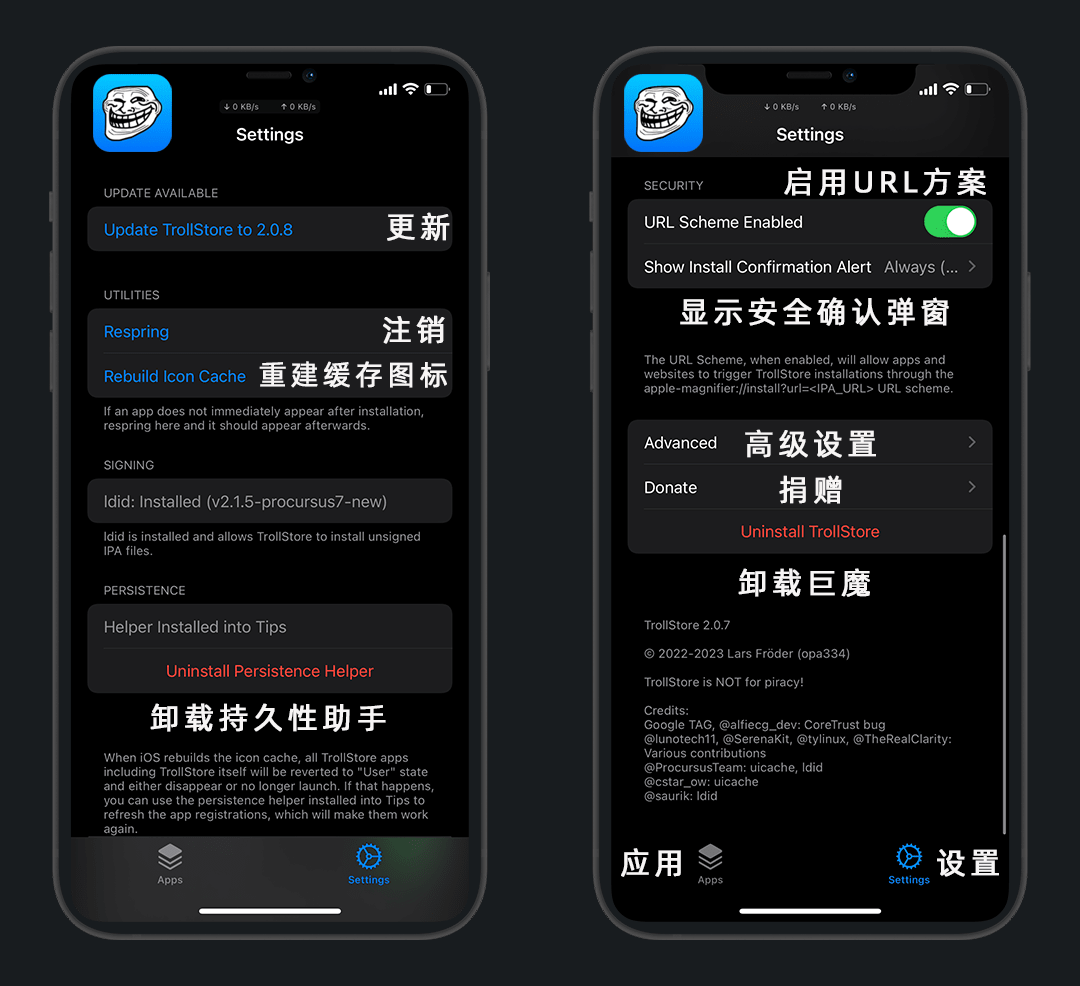 ↓ 0 KB/s ↑ 0 KB/s
Settings
UPDATE AVAILABLE
Update TrollStore to 2.0.8 更新
UTILITIES
Respring 注销
Rebuild Icon Cache 重建缓存图标
If an app does not immediately appear after installation,
respring here and it should appear afterwards.
SIGNING
ldid: Installed (v2.1.5-procursus7-new)
ldid is installed and allows TrollStore to install unsigned
IPA files.
PERSISTENCE
Helper Installed into Tips
Uninstall Persistence Helper
卸载持久性助手
When iOS rebuilds the icon cache, all TrollStore apps
including TrollStore itself will be reverted to "User" state
and either disappear or no longer launch. If that happens,
you can use the persistence helper installed into Tips to
refresh the app registrations, which will make them work
again.
Apps Settings
↓ 0 KB/s ↑ 0 KB/s
Settings
SECURITY 启用URL方案
URL Scheme Enabled
Show Install Confirmation Alert Always (...
显示安全确认弹窗
The URL Scheme, when enabled, will allow apps and
websites to trigger TrollStore installations through the
apple-magnifier://install?url=<IPA_URL> URL scheme.
Advanced 高级设置
Donate 捐赠
Uninstall TrollStore
卸载巨魔
TrollStore 2.0.7
© 2022-2023 Lars Fröder (opa334)
TrollStore is NOT for piracy!
Credits:
Google TAG, @alfiecg_dev: CoreTrust bug
@lunotech11, @SerenaKit, @tylinux, @TheRealClarity:
Various contributions
@ProcursusTeam: uicache, ldid
@cstar_ow: uicache
@saurik: ldid
应用 Apps Settings 设置